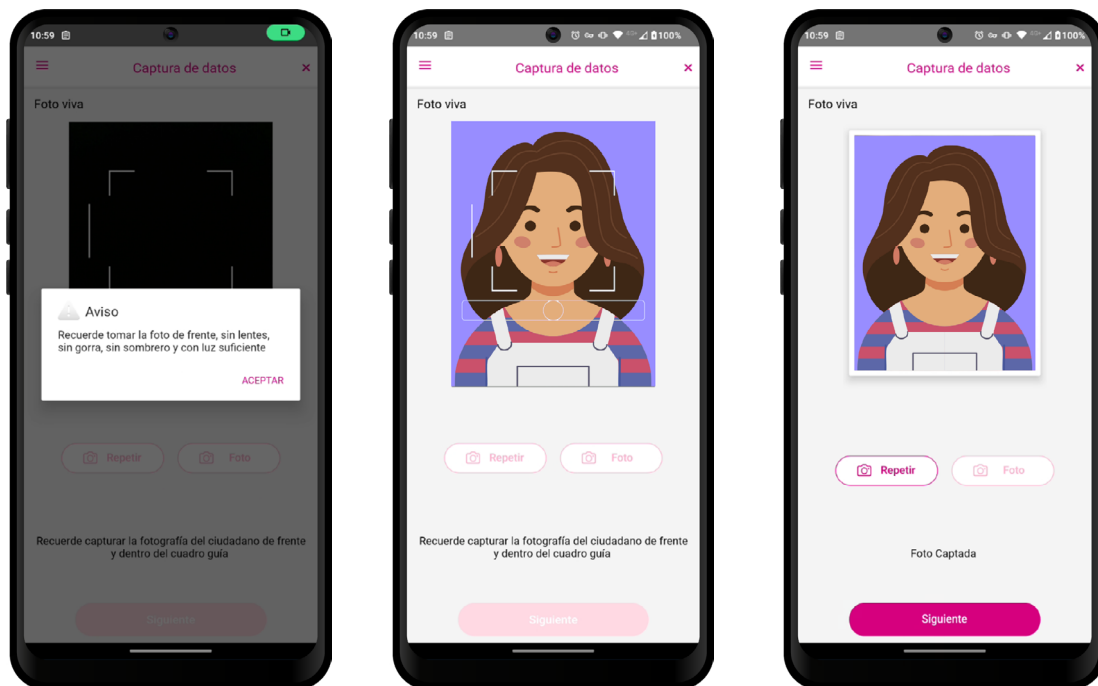 10:59
Captura de datos
×
Foto viva
Aviso
Recuerde tomar la foto de frente, sin lentes,
sin gorra, sin sombrero y con luz suficiente
ACEPTAR
Repetir
Foto
Recuerde capturar la fotografía del ciudadano de frente
y dentro del cuadro guía
Siguiente
10:59
100%
Captura de datos
×
Foto viva
Repetir
Foto
Recuerde capturar la fotografía del ciudadano de frente
y dentro del cuadro guía
Siguiente
10:59
100%
Captura de datos
×
Foto viva
Repetir
Foto
Foto Captada
Siguiente